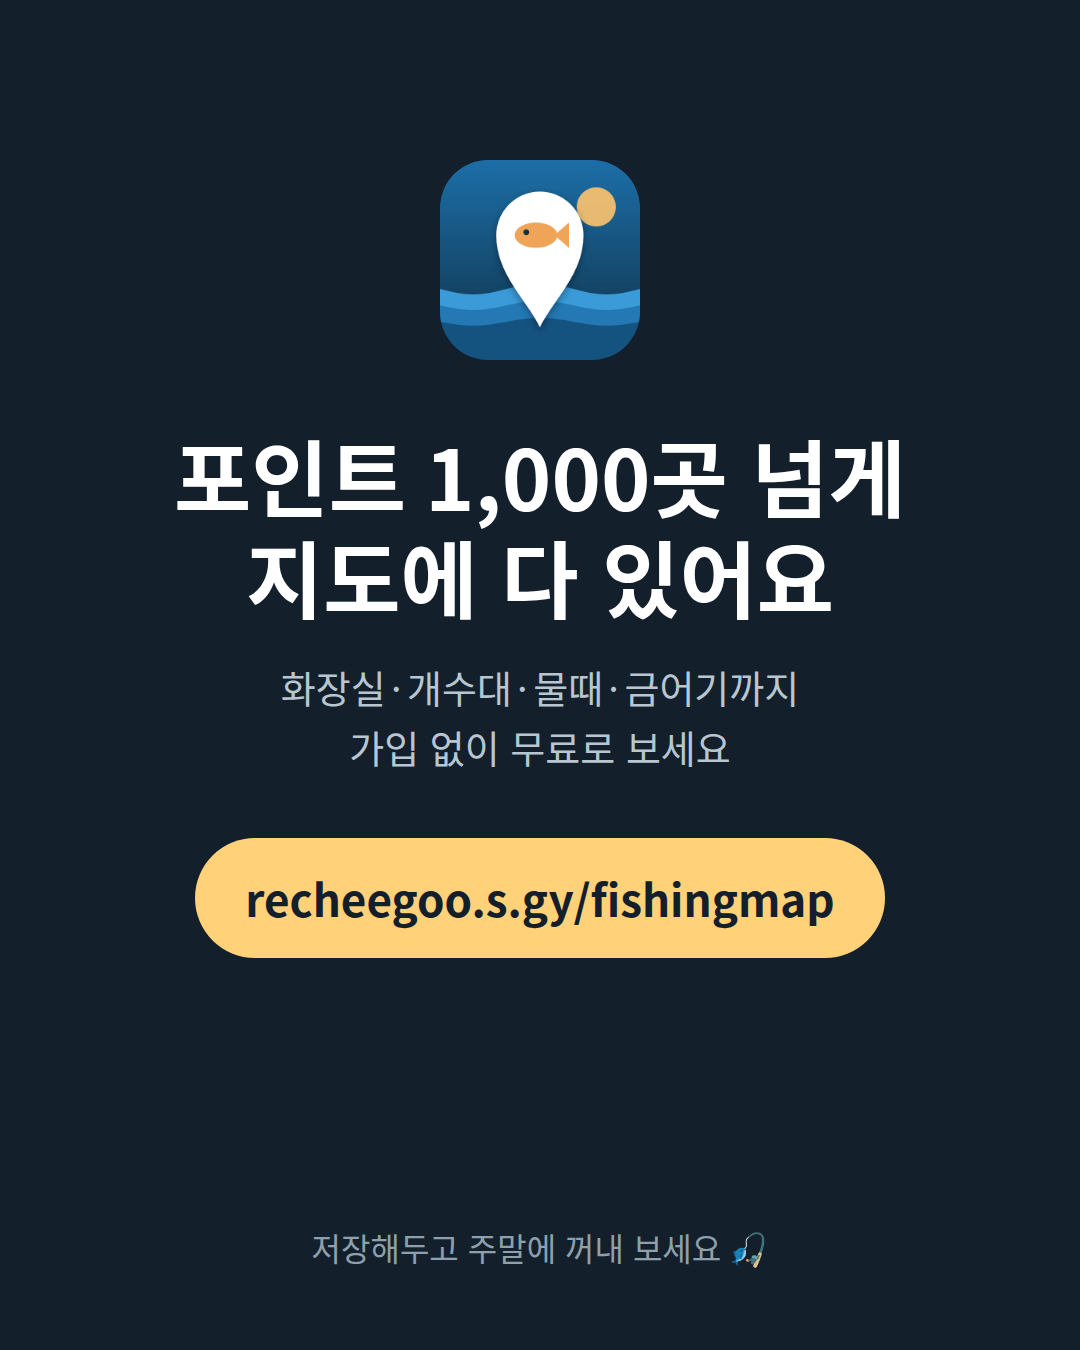 포인트 1,000곳 넘게
지도에 다 있어요
화장실·개수대·물때·금어기까지
가입 없이 무료로 보세요
recheegoo.s.gy/fishingmap
저장해두고 주말에 꺼내 보세요 🎣